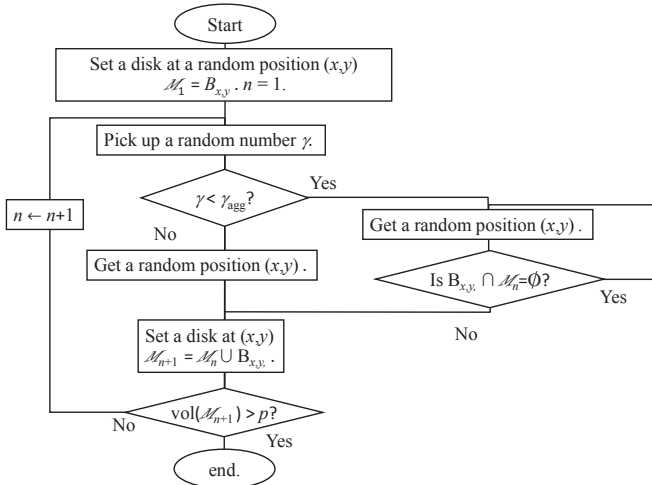 Start
Set a disk at a random position (x,y)
ℳ₁ = Bₓ,ᵧ . n = 1.
Pick up a random number γ.
γ < γagg?
Yes
No
n ← n+1
Get a random position (x,y) .
Get a random position (x,y) .
Is Bx,y, ∩ ℳn=∅?
Yes
No
Set a disk at (x,y)
ℳn+1 = ℳn ∪ Bx,y, .
vol(ℳn+1) > p?
No
Yes
end.